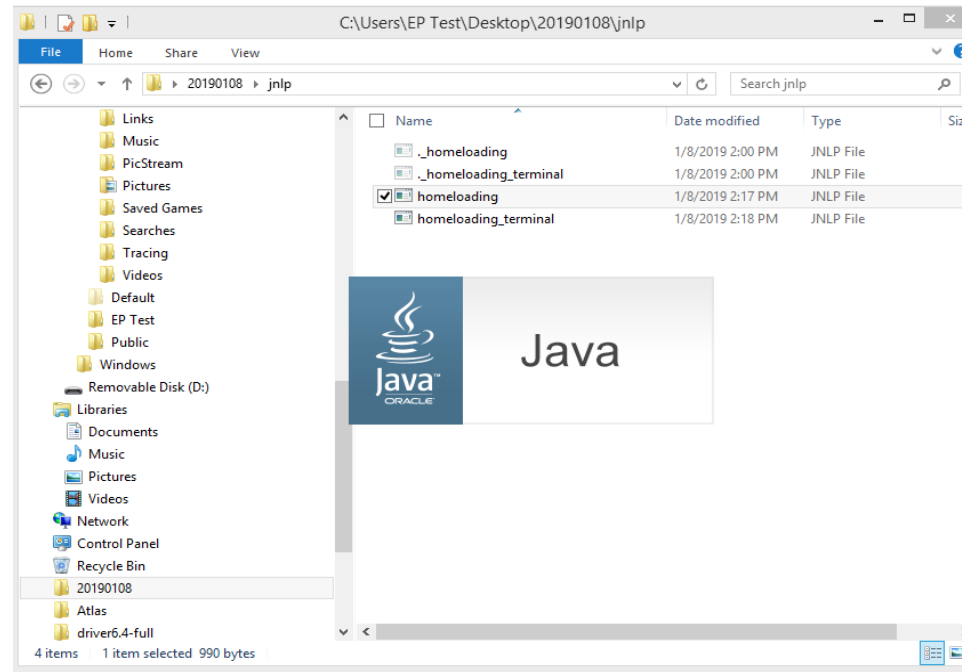 C:\Users\EP Test\Desktop\20190108\jnlp
File Home Share View
20190108 jnlp Search jnlp
Links
Music
PicStream
Pictures
Saved Games
Searches
Tracing
Videos
Default
EP Test
Public
Windows
Removable Disk (D:)
Libraries
Documents
Music
Pictures
Videos
Network
Control Panel
Recycle Bin
20190108
Atlas
driver6.4-full
Name Date modified Type Siz
._homeloading 1/8/2019 2:00 PM JNLP File
._homeloading_terminal 1/8/2019 2:00 PM JNLP File
homeloading 1/8/2019 2:17 PM JNLP File
homeloading_terminal 1/8/2019 2:18 PM JNLP File
Java™
ORACLE
Java
4 items 1 item selected 990 bytes